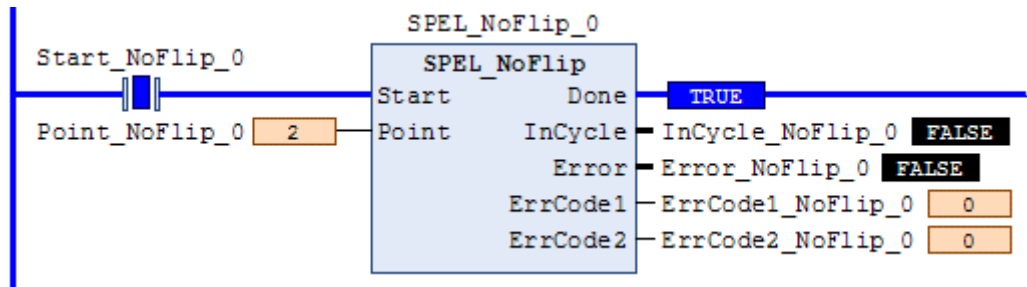 SPEL_NoFlip_0
Start_NoFlip_0 SPEL_NoFlip
Start Done TRUE
Point_NoFlip_0 2 Point InCycle InCycle_NoFlip_0 FALSE
Error Error_NoFlip_0 FALSE
ErrCode1 ErrCode1_NoFlip_0 0
ErrCode2 ErrCode2_NoFlip_0 0